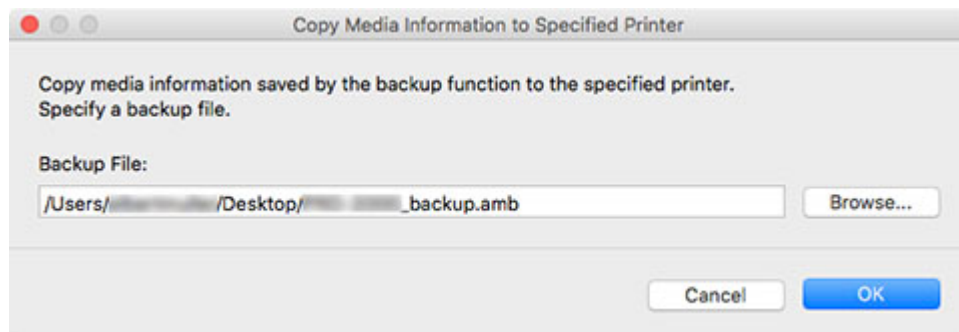 Copy Media Information to Specified Printer
Copy media information saved by the backup function to the specified printer.
Specify a backup file.
Backup File:
/Users/ /Desktop/ _backup.amb
Browse...
Cancel
OK